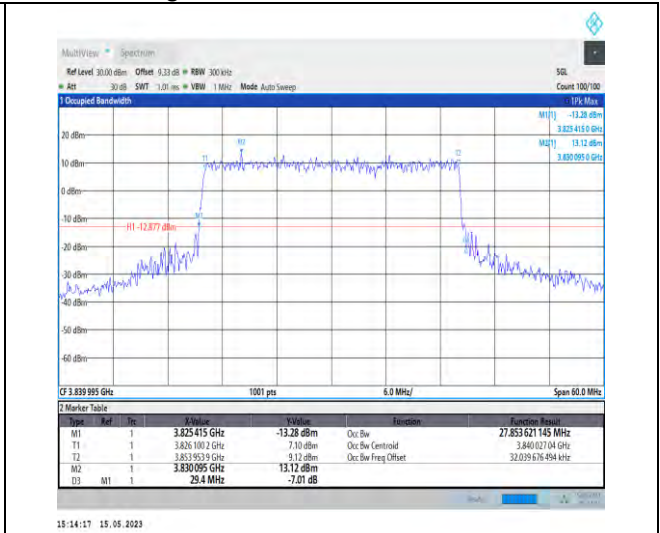 MultiView Spectrum
Ref Level 30.00 dBm Offset 9.33 dB RBW 300 kHz SGL
Att 30 dB SWT 1.01 ms VBW 1 MHz Mode Auto Sweep Count 100/100
1 Occupied Bandwidth 1Pk Max
M1[1] -13.28 dBm
3.825 415 0 GHz
M2[1] 13.12 dBm
3.830 095 0 GHz
20 dBm
M2
T1 T2
10 dBm
0 dBm
-10 dBm
M1
H1 -12.877 dBm
-20 dBm
-30 dBm
-40 dBm
-50 dBm
-60 dBm
CF 3.839 995 GHz 1001 pts 6.0 MHz/ Span 60.0 MHz
2 Marker Table
Type Ref Trc X-Value Y-Value Function Function Result
M1 1 3.825 415 GHz -13.28 dBm Occ Bw 27.853 621 145 MHz
T1 1 3.826 100 2 GHz 7.10 dBm Occ Bw Centroid 3.840 027 04 GHz
T2 1 3.853 953 9 GHz 9.12 dBm Occ Bw Freq Offset 32.039 676 494 kHz
M2 1 3.830 095 GHz 13.12 dBm
D3 M1 1 29.4 MHz -7.01 dB
15:14:17 15.05.2023